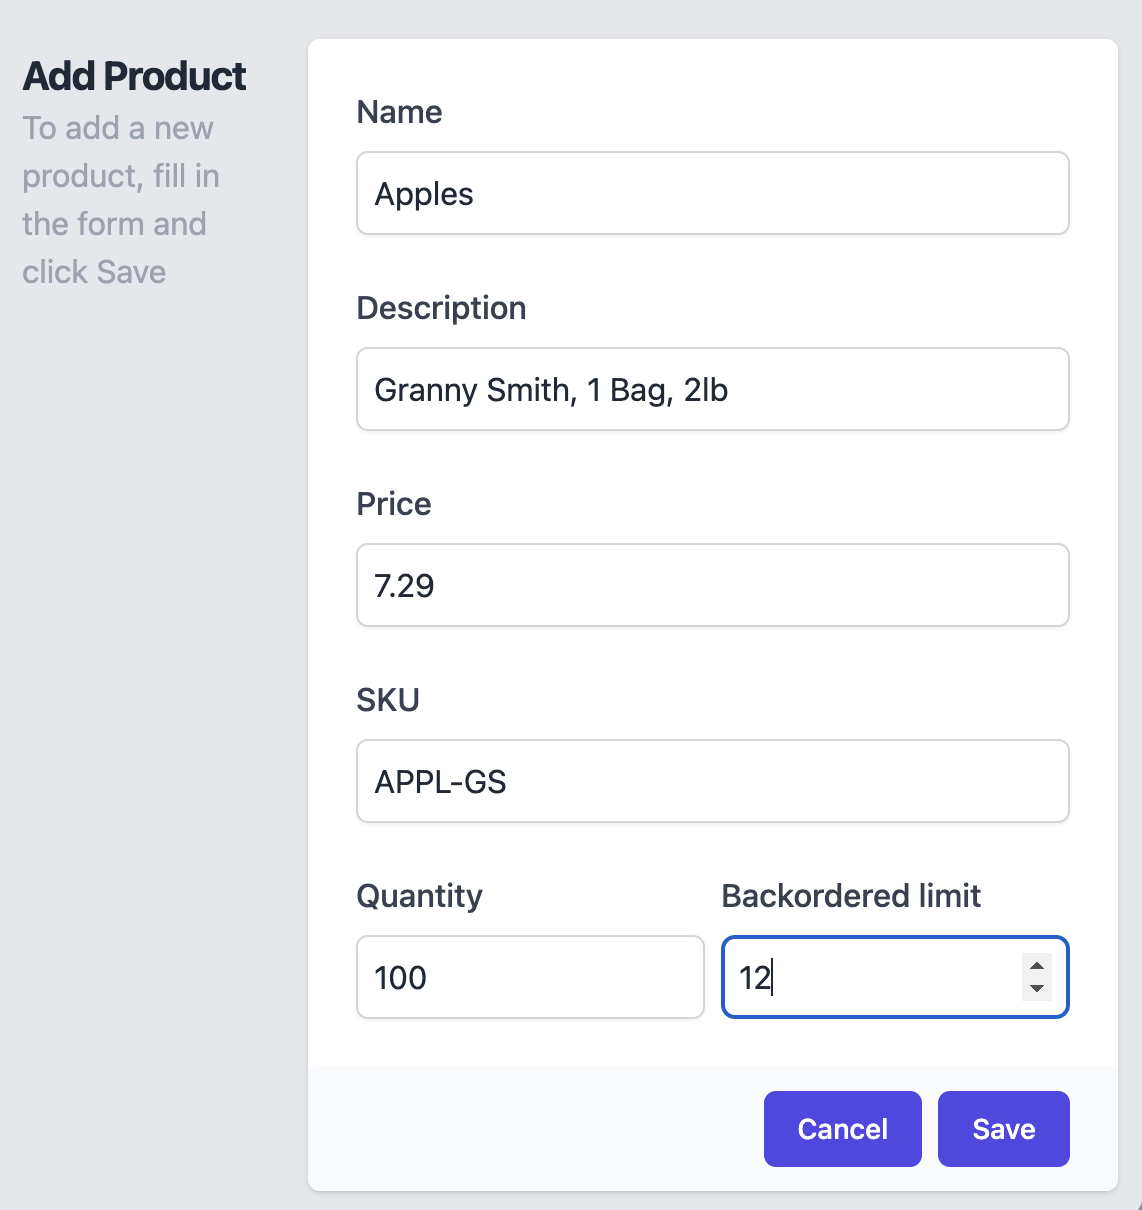 Add Product
To add a new
product, fill in
the form and
click Save
Name
Apples
Description
Granny Smith, 1 Bag, 2lb
Price
7.29
SKU
APPL-GS
Quantity
100
Backordered limit
12
Cancel
Save